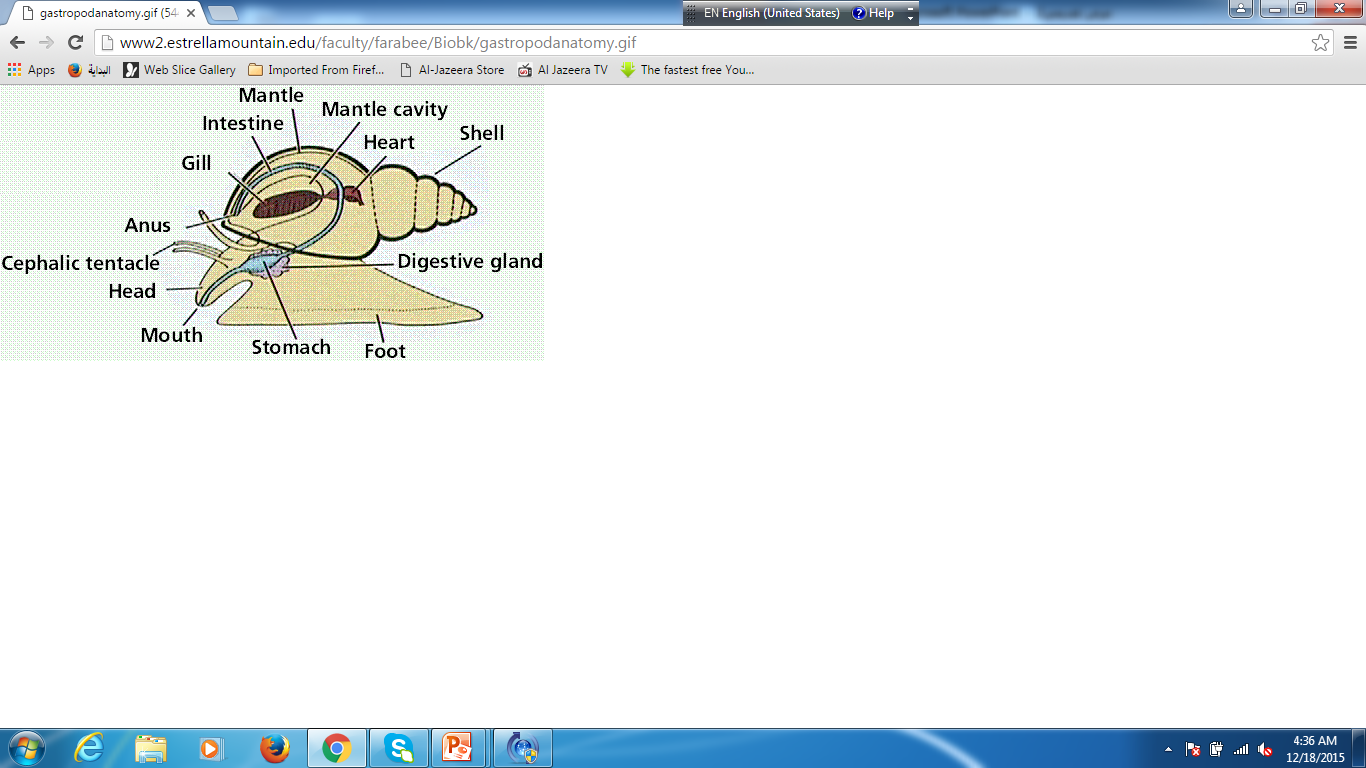 gastropodanatomy.gif (54
EN English (United States) Help
www2.estrellamountain.edu/faculty/farabee/Biobk/gastropodanatomy.gif
Apps البداية Web Slice Gallery Imported From Firef... Al-Jazeera Store Al Jazeera TV The fastest free You...
Mantle
Mantle cavity
Intestine
Heart
Shell
Gill
Anus
Cephalic tentacle
Digestive gland
Head
Mouth
Stomach
Foot
4:36 AM
12/18/2015